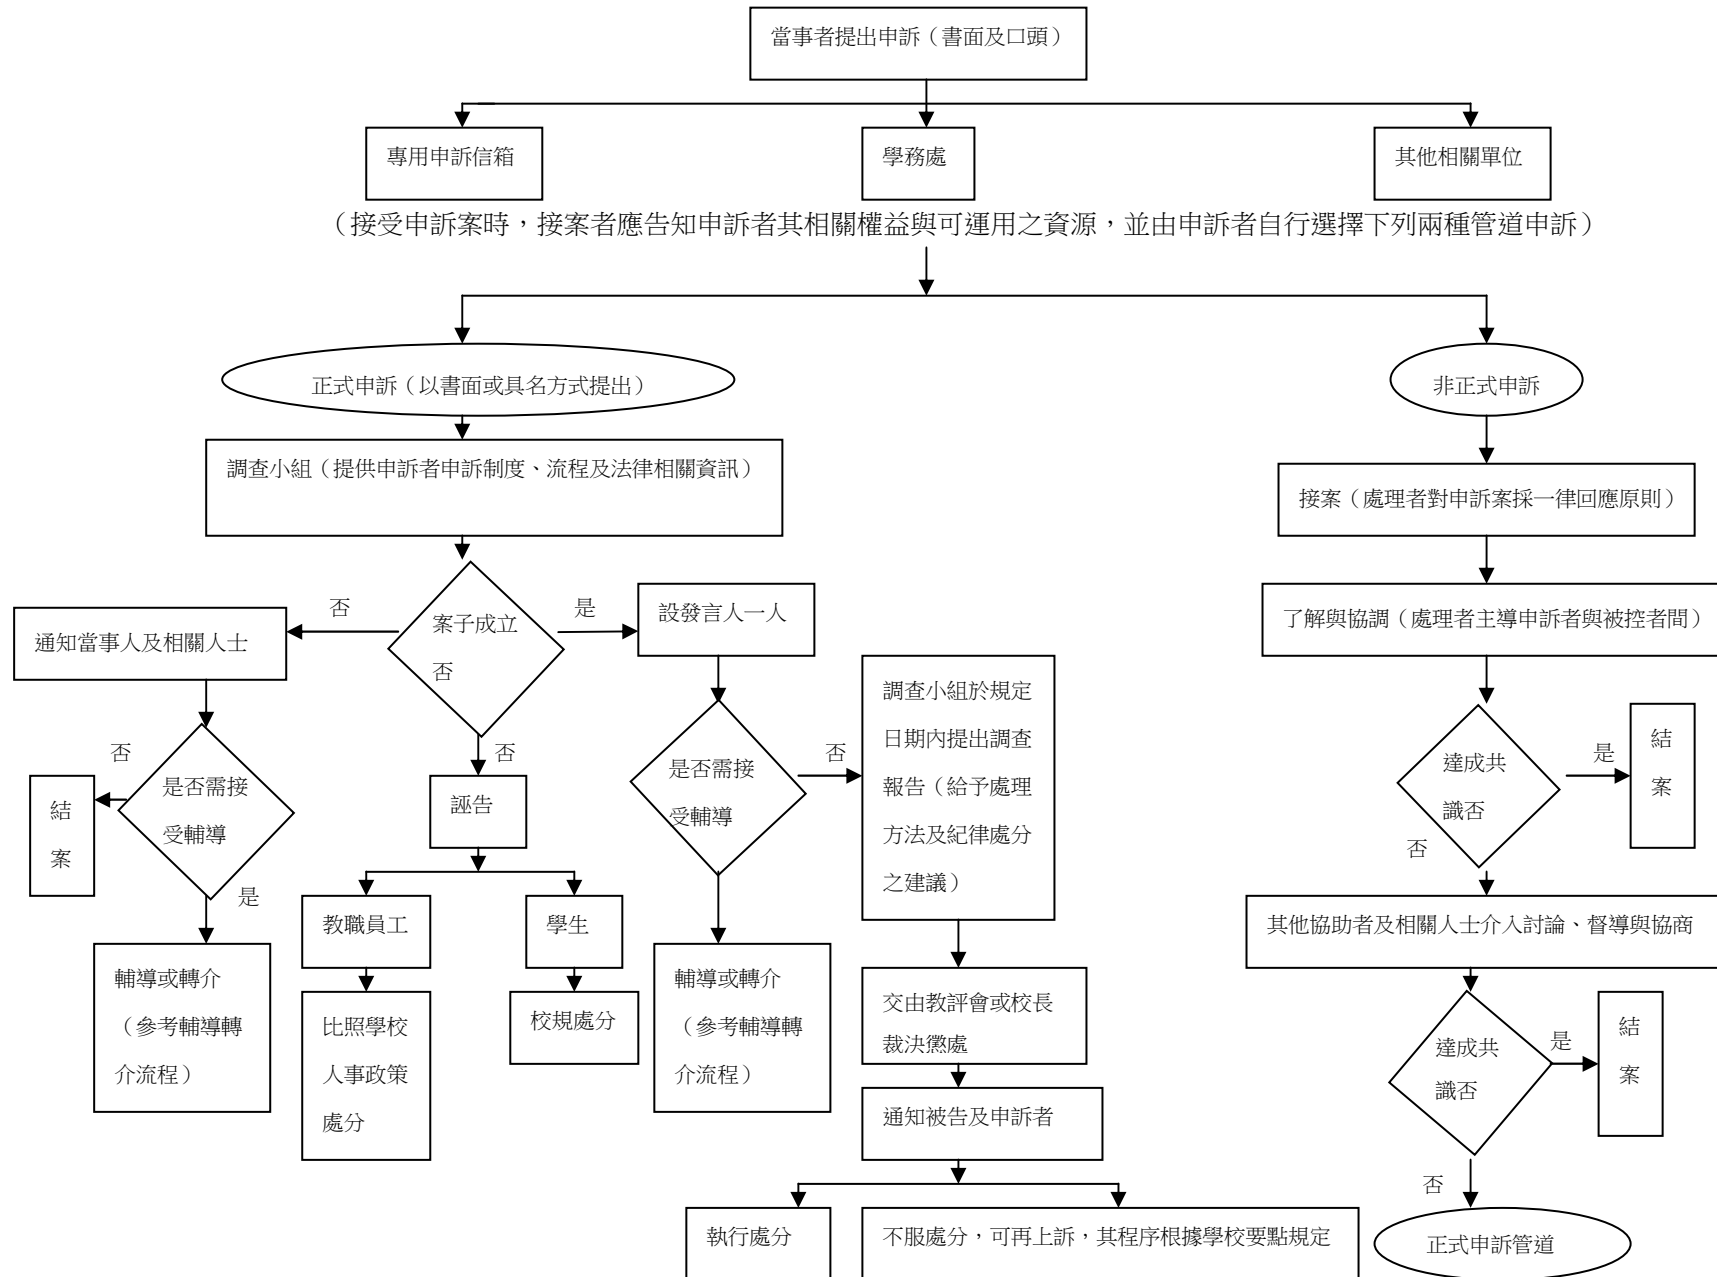 當事者提出申訴（書面及口頭）
專用申訴信箱
學務處
其他相關單位
（接受申訴案時，接案者應告知申訴者其相關權益與可運用之資源，並由申訴者自行選擇下列兩種管道申訴）
正式申訴（以書面或具名方式提出）
非正式申訴
調查小組（提供申訴者申訴制度、流程及法律相關資訊）
接案（處理者對申訴案採一律回應原則）
否
案子成立
否
是
設發言人一人
通知當事人及相關人士
了解與協調（處理者主導申訴者與被控者間）
否
是否需接
受輔導
結
案
是
輔導或轉介
（參考輔導轉
介流程）
否
誣告
教職員工
學生
比照學校
人事政策
處分
校規處分
是否需接
受輔導
否
輔導或轉介
（參考輔導轉
介流程）
調查小組於規定
日期內提出調查
報告（給予處理
方法及紀律處分
之建議）
交由教評會或校長
裁決懲處
通知被告及申訴者
執行處分
不服處分，可再上訴，其程序根據學校要點規定
達成共
識否
是
結
案
否
其他協助者及相關人士介入討論、督導與協商
達成共
識否
是
結
案
否
正式申訴管道